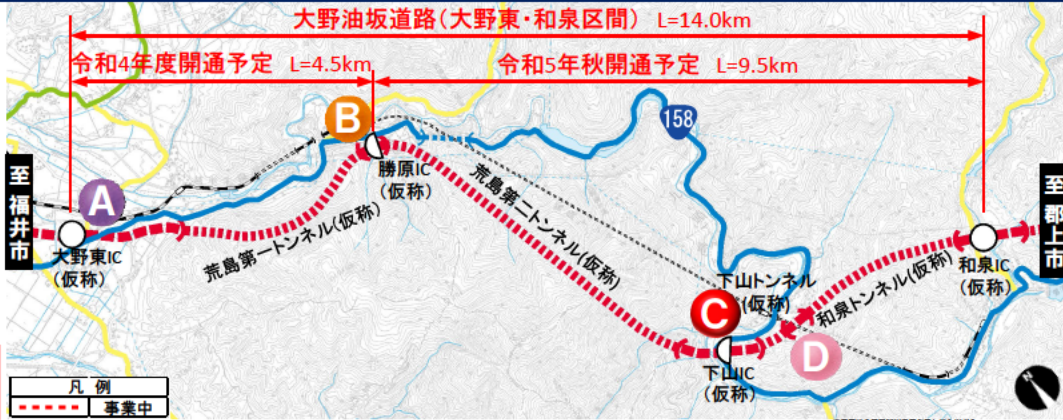 大野油坂道路(大野東・和泉区間) L=14.0km
令和4年度開通予定 L=4.5km
令和5年秋開通予定 L=9.5km
158
B
勝原IC
(仮称)
至福井市
A
大野東IC
(仮称)
荒島第一トンネル(仮称)
荒島第二トンネル(仮称)
至郡上市
和泉IC
(仮称)
下山トンネル
(仮称)
和泉トンネル(仮称)
C
D
下山IC
(仮称)
凡 例
事業中
N